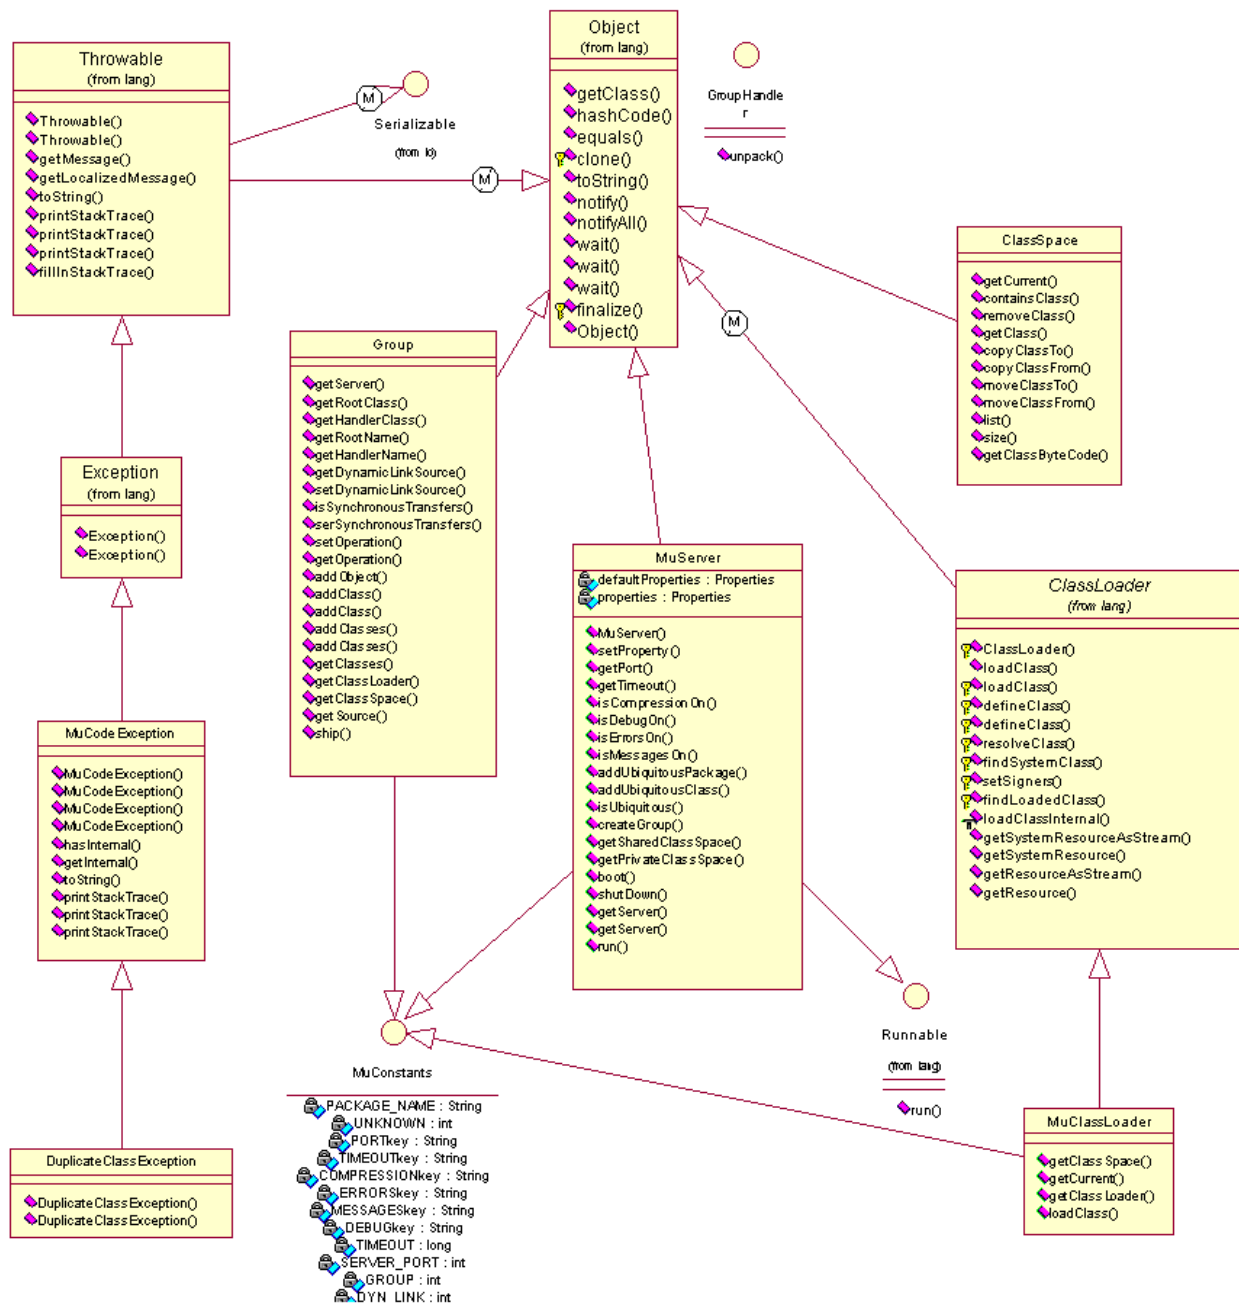 Throwable
(from lang)
Throwable()
Throwable()
getMessage()
getLocalizedMessage()
toString()
printStackTrace()
printStackTrace()
printStackTrace()
fillInStackTrace()
M
Serializable
(from io)
M
Object
(from lang)
getClass()
hashCode()
equals()
clone()
toString()
notify()
notifyAll()
wait()
wait()
wait()
finalize()
Object()
GroupHandle
r
unpack()
M
ClassSpace
getCurrent()
containsClass()
removeClass()
getClass()
copyClassTo()
copyClassFrom()
moveClassTo()
moveClassFrom()
list()
size()
getClassByteCode()
Group
getServer()
getRootClass()
getHandlerClass()
getRootName()
getHandlerName()
getDynamicLinkSource()
setDynamicLinkSource()
isSynchronousTransfers()
serSynchronousTransfers()
setOperation()
getOperation()
addObject()
addClass()
addClass()
addClasses()
addClasses()
getClasses()
getClassLoader()
getClassSpace()
getSource()
ship()
Exception
(from lang)
Exception()
Exception()
MuServer
defaultProperties : Properties
properties : Properties
MuServer()
setProperty()
getPort()
getTimeout()
isCompressionOn()
isDebugOn()
isErrorsOn()
isMessagesOn()
addUbiquitousPackage()
addUbiquitousClass()
isUbiquitous()
createGroup()
getSharedClassSpace()
getPrivateClassSpace()
boot()
shutDown()
getServer()
getServer()
run()
ClassLoader
(from lang)
ClassLoader()
loadClass()
loadClass()
defineClass()
defineClass()
resolveClass()
findSystemClass()
setSigners()
findLoadedClass()
loadClassInternal()
getSystemResourceAsStream()
getSystemResource()
getResourceAsStream()
getResource()
MuCodeException
MuCodeException()
MuCodeException()
MuCodeException()
MuCodeException()
hasInternal()
getInternal()
toString()
printStackTrace()
printStackTrace()
printStackTrace()
Runnable
(from lang)
run()
MuConstants
PACKAGE_NAME : String
UNKNOWN : int
PORTkey : String
TIMEOUTkey : String
COMPRESSIONkey : String
ERRORSkey : String
MESSAGESkey : String
DEBUGkey : String
TIMEOUT : long
SERVER_PORT : int
GROUP : int
DYN_LINK : int
MuClassLoader
getClassSpace()
getCurrent()
getClassLoader()
loadClass()
DuplicateClassException
DuplicateClassException()
DuplicateClassException()